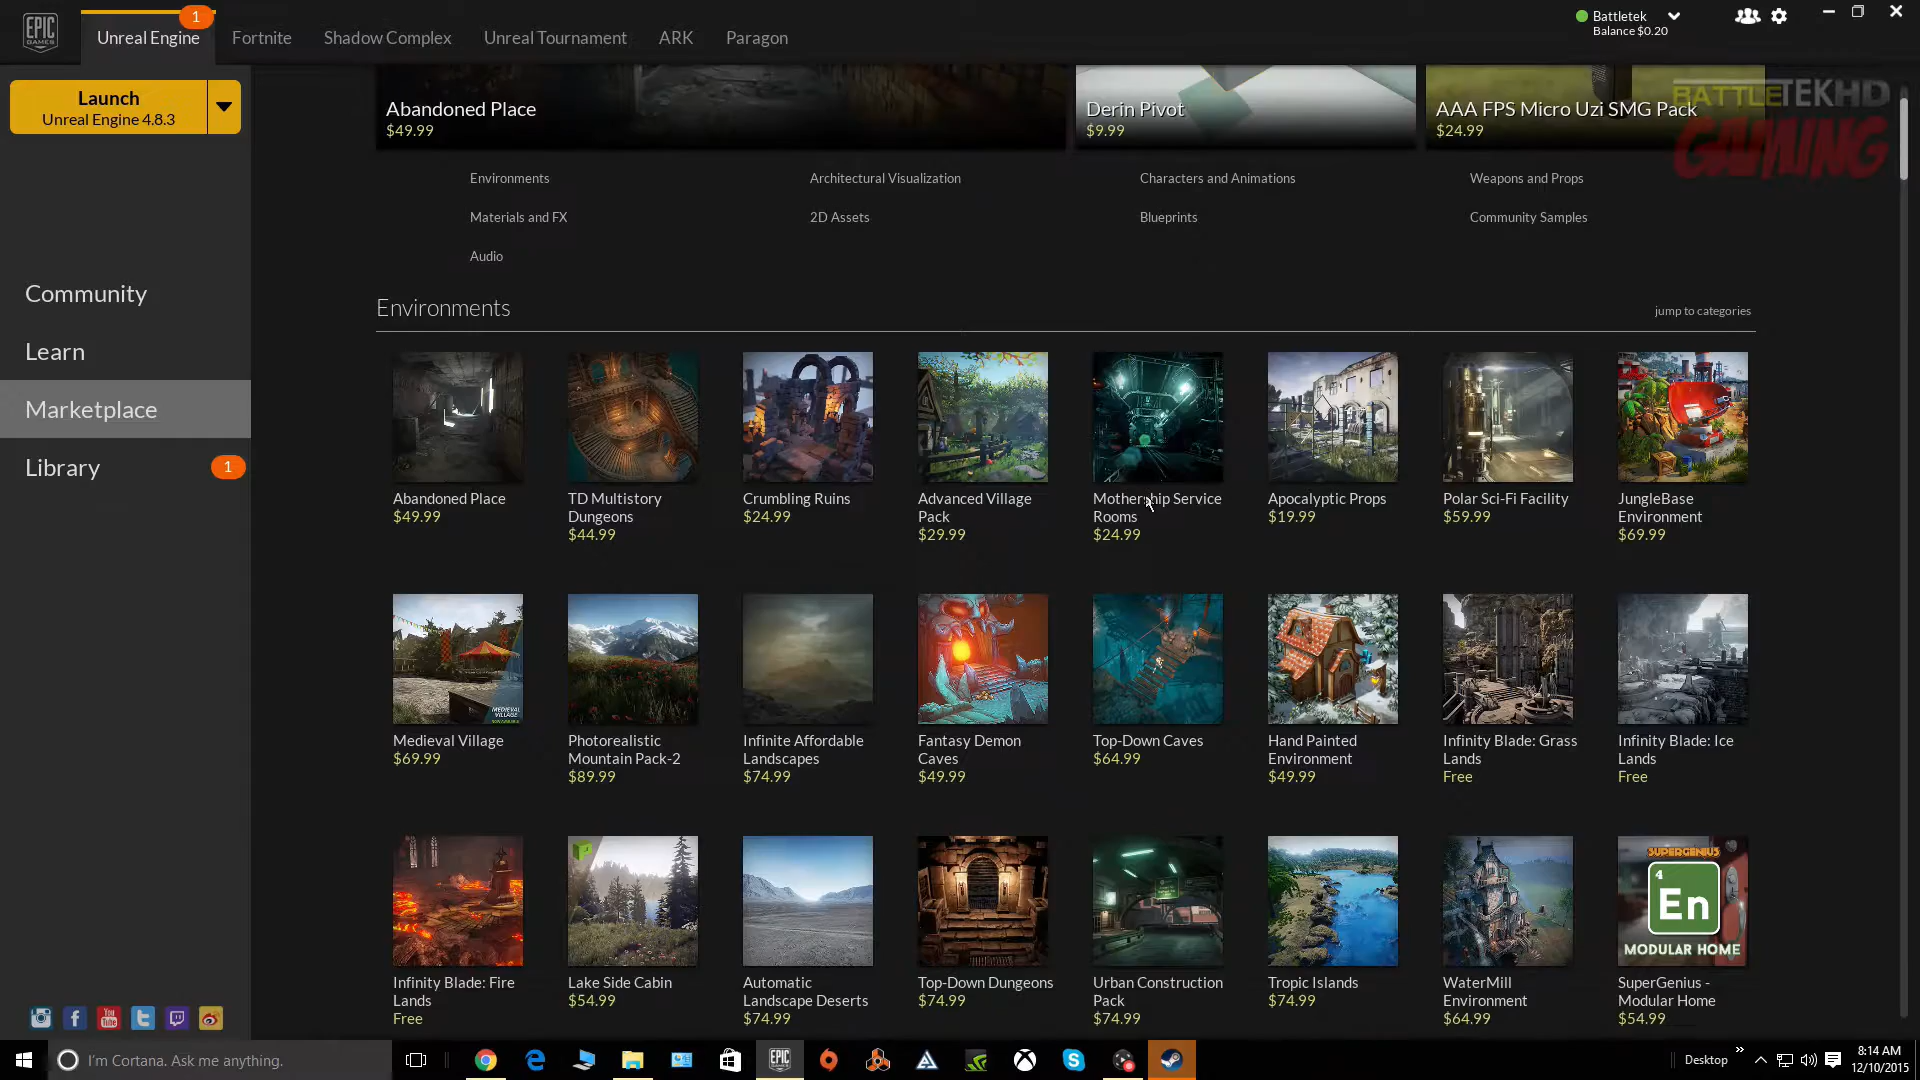 EPIC
GAMES
Unreal Engine
1
Fortnite
Shadow Complex
Unreal Tournament
ARK
Paragon
Battletek
Balance $0.20
Launch
Unreal Engine 4.8.3
Community
Learn
Marketplace
Library
1
Abandoned Place
$49.99
Derin Pivot
$9.99
AAA FPS Micro Uzi SMG Pack
$24.99
BATTLETEKHD
GAMING
Environments
Architectural Visualization
Characters and Animations
Weapons and Props
Materials and FX
2D Assets
Blueprints
Community Samples
Audio
Environments
jump to categories
Abandoned Place
$49.99
TD Multistory
Dungeons
$44.99
Crumbling Ruins
$24.99
Advanced Village
Pack
$29.99
Mothership Service
Rooms
$24.99
Apocalyptic Props
$19.99
Polar Sci-Fi Facility
$59.99
JungleBase
Environment
$69.99
MEDIEVAL
VILLAGE
Medieval Village
$69.99
Photorealistic
Mountain Pack-2
$89.99
Infinite Affordable
Landscapes
$74.99
Fantasy Demon
Caves
$49.99
Top-Down Caves
$64.99
Hand Painted
Environment
$49.99
Infinity Blade: Grass
Lands
Free
Infinity Blade: Ice
Lands
Free
Infinity Blade: Fire
Lands
Free
Lake Side Cabin
$54.99
Automatic
Landscape Deserts
$74.99
Top-Down Dungeons
$74.99
Urban Construction
Pack
$74.99
Tropic Islands
$74.99
WaterMill
Environment
$64.99
SUPERGENIUS
4
En
MODULAR HOME
SuperGenius -
Modular Home
$54.99
You
Tube
I'm Cortana. Ask me anything.
EPIC
GAMES
Desktop
8:14 AM
12/10/2015